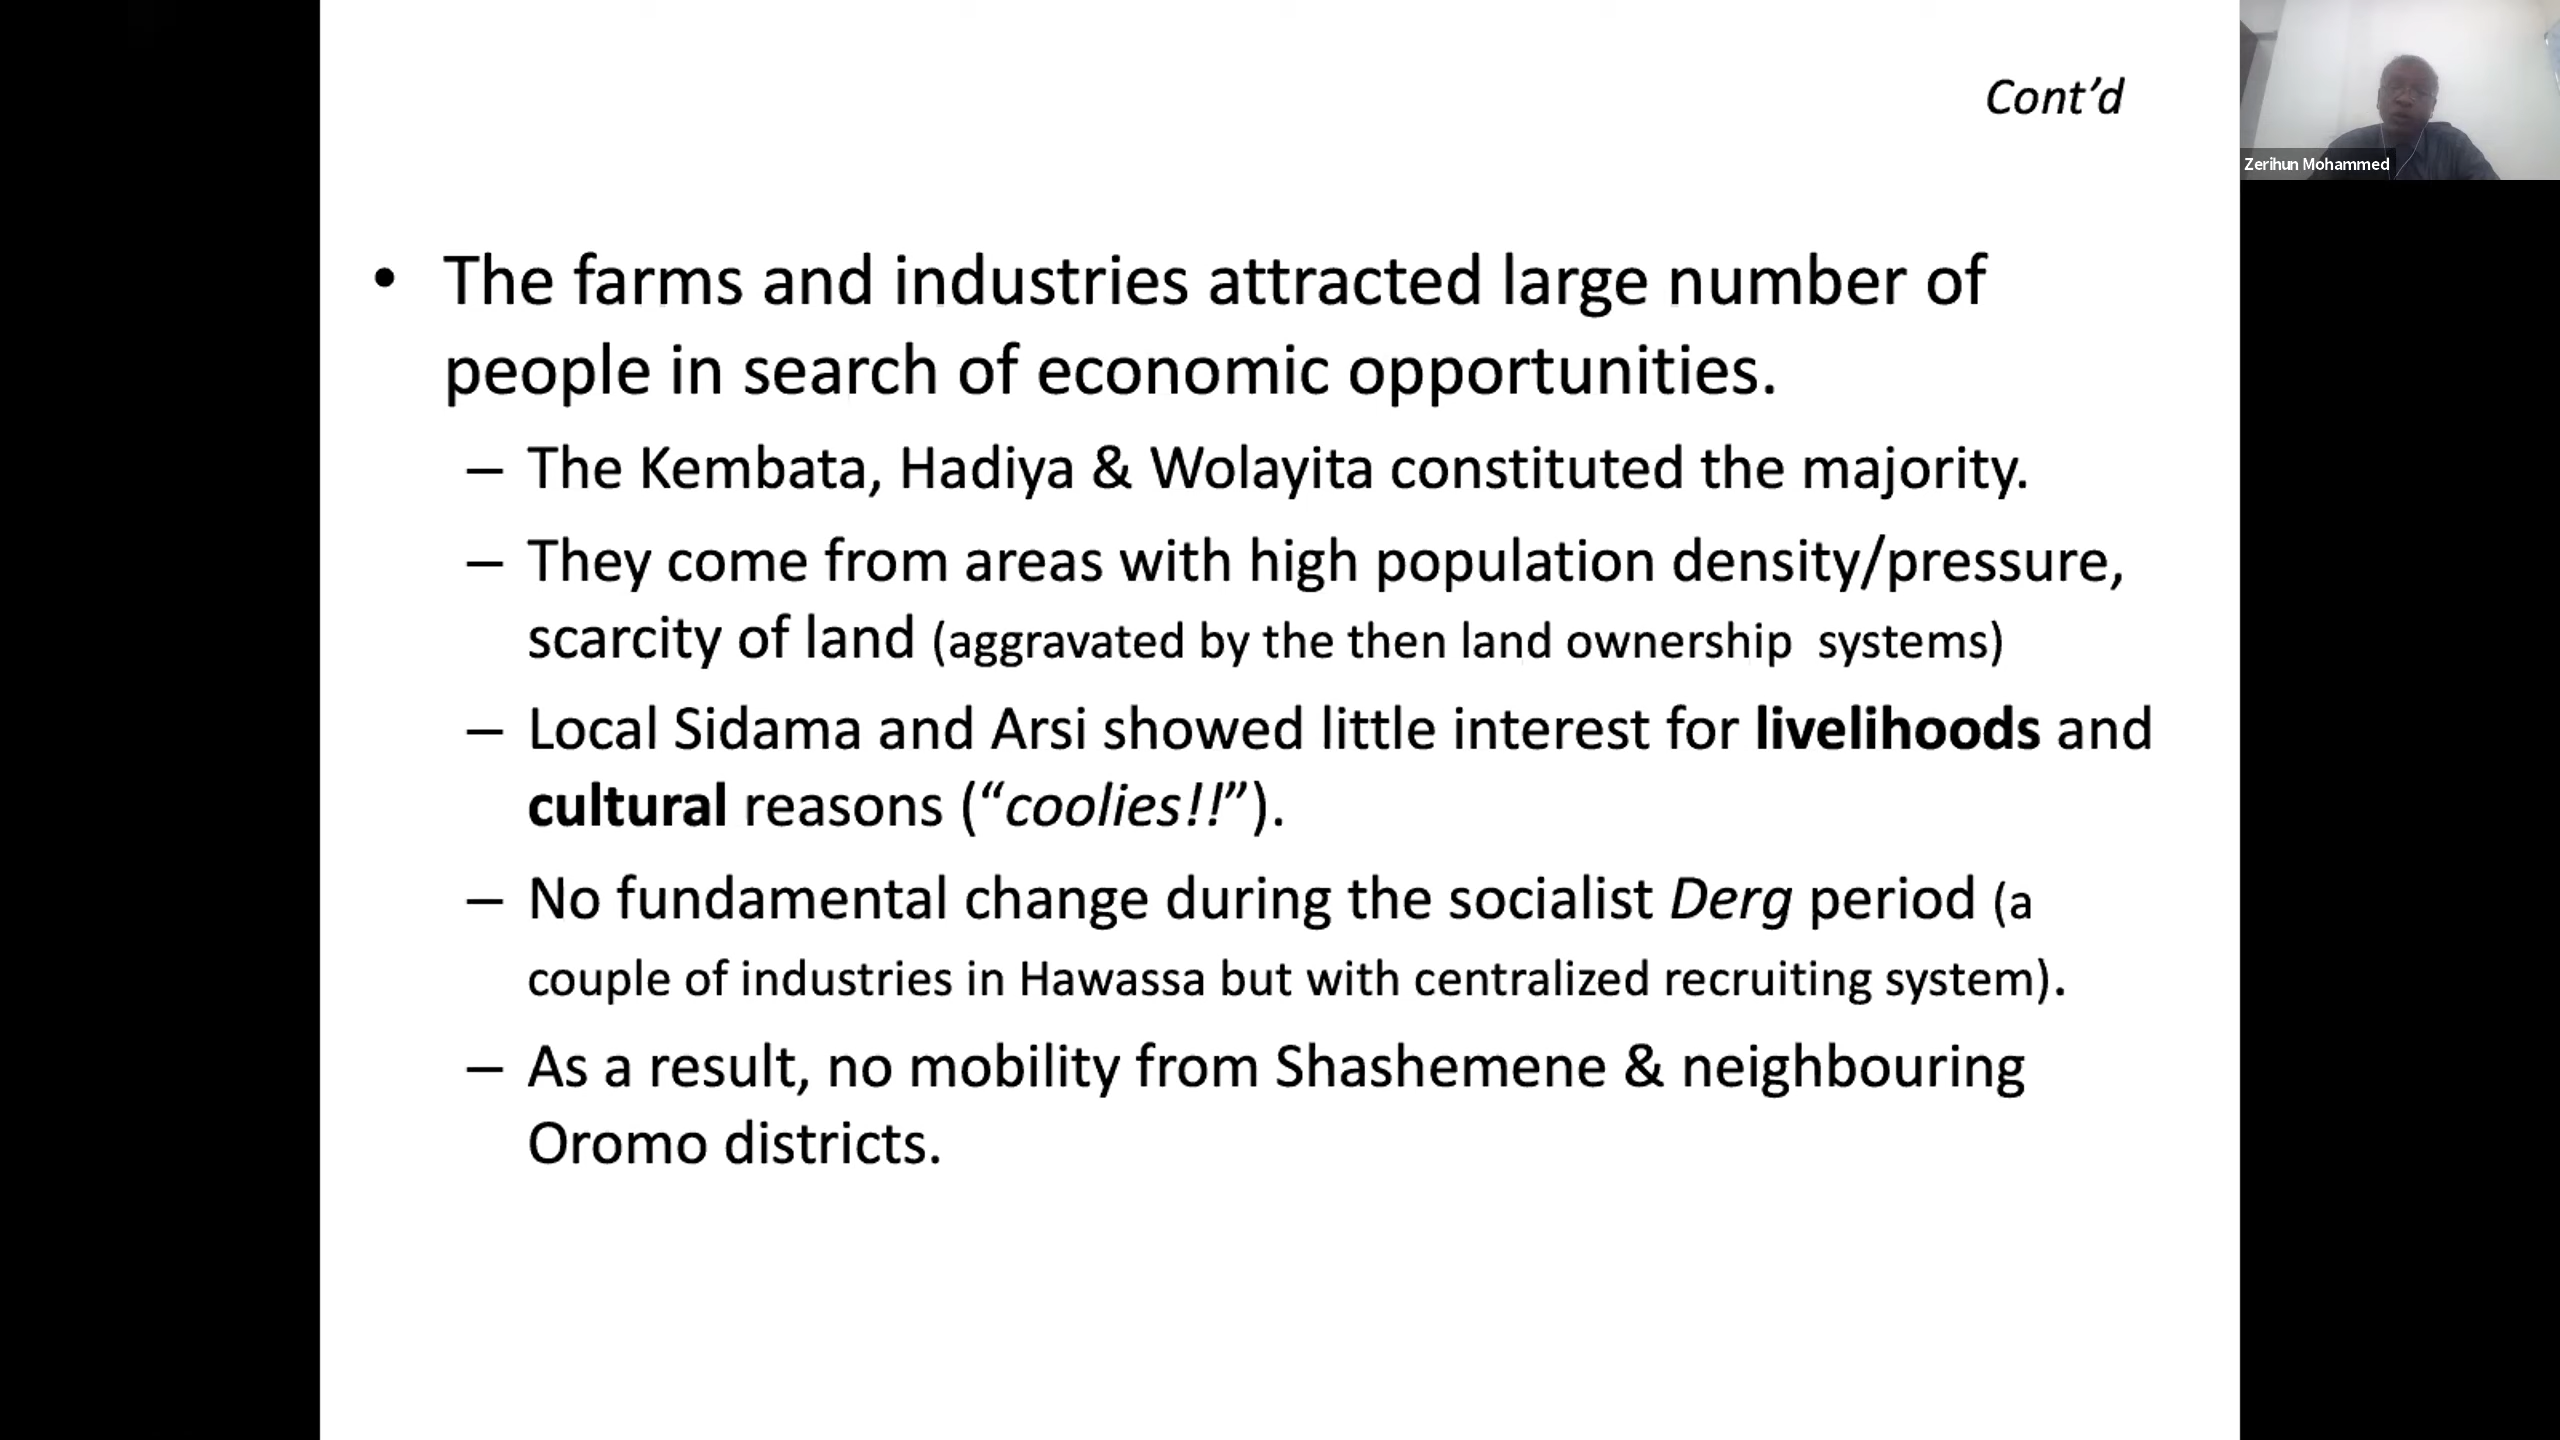 Cont’d
Zerihun Mohammed
• The farms and industries attracted large number of
people in search of economic opportunities.
– The Kembata, Hadiya & Wolayita constituted the majority.
– They come from areas with high population density/pressure,
scarcity of land (aggravated by the then land ownership  systems)
– Local Sidama and Arsi showed little interest for livelihoods and
cultural reasons (“coolies!!”).
– No fundamental change during the socialist Derg period (a
couple of industries in Hawassa but with centralized recruiting system).
– As a result, no mobility from Shashemene & neighbouring
Oromo districts.